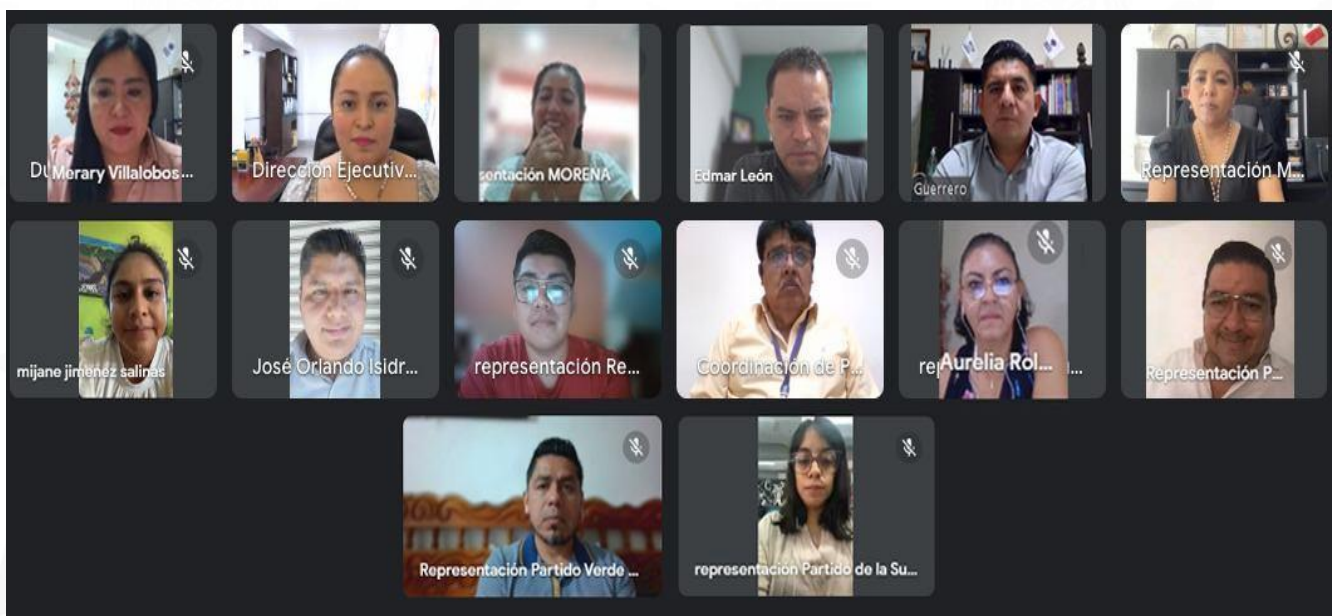 Merary Villalobos ...
Dirección Ejecutiv...
sentación MORENA
Edmar León
Guerrero
Representación M...
mijane jimenez salinas
José Orlando Isidr...
representación Re...
Coordinación de P...
Aurelia Rol...
Representación P...
Representación Partido Verde ...
representación Partido de la Su...